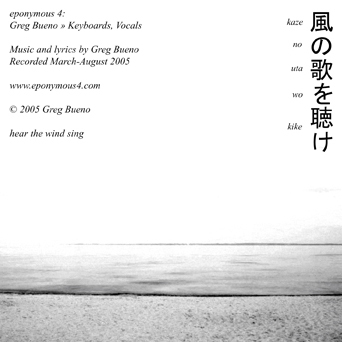 eponymous 4:
Greg Bueno » Keyboards, Vocals
Music and lyrics by Greg Bueno
Recorded March-August 2005
www.eponymous4.com
© 2005 Greg Bueno
hear the wind sing
風の歌を聴け
kaze
no
uta
wo
kike